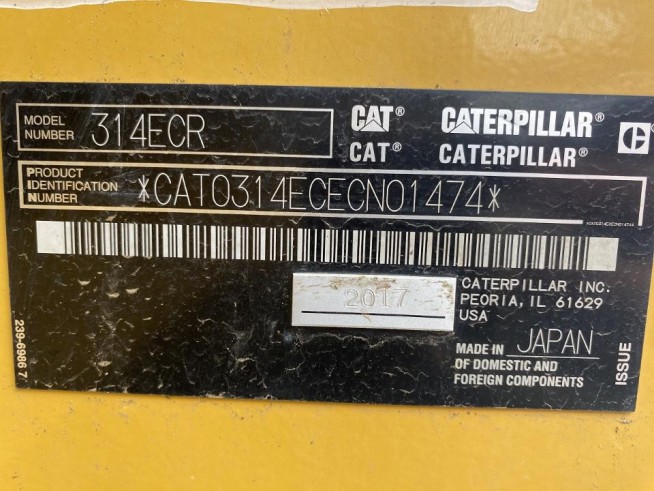 MODEL NUMBER 314ECR
CAT® CATERPILLAR®
CAT® CATERPILLAR®
PRODUCT IDENTIFICATION NUMBER *CAT0314ECECN01474*
2017
CATERPILLAR INC.
PEORIA, IL 61629
USA
MADE IN JAPAN
OF DOMESTIC AND
FOREIGN COMPONENTS
ISSUE
239-6986 7